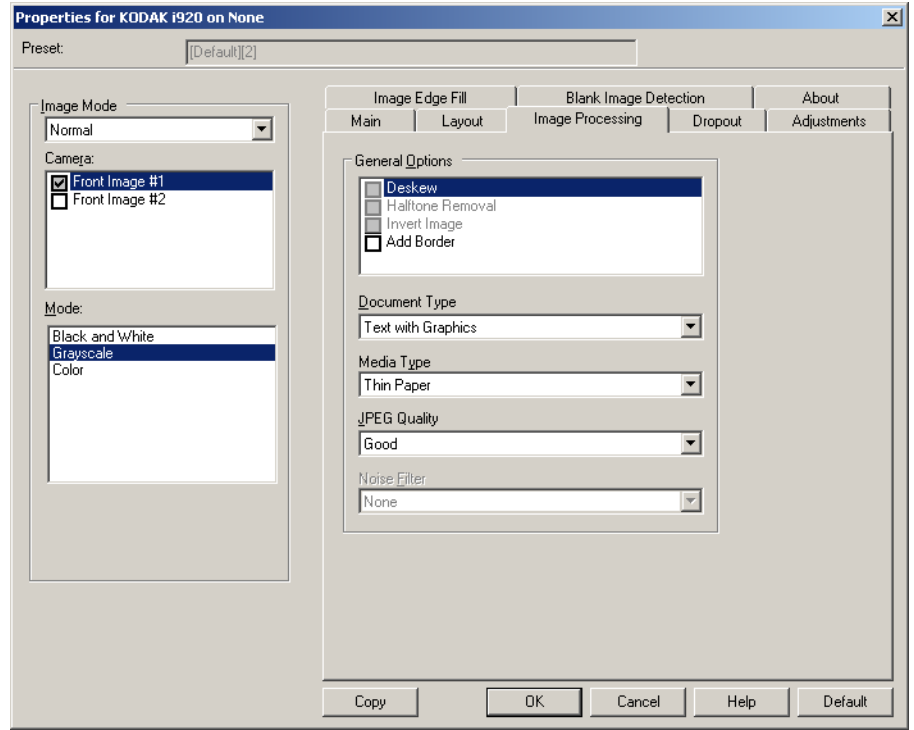 Properties for KODAK i920 on None
Preset:
[Default][2]
Image Mode
Normal
Camera:
Front Image #1
Front Image #2
Mode:
Black and White
Grayscale
Color
Image Edge Fill
Blank Image Detection
About
Main
Layout
Image Processing
Dropout
Adjustments
General Options
Deskew
Halftone Removal
Invert Image
Add Border
Document Type
Text with Graphics
Media Type
Thin Paper
JPEG Quality
Good
Noise Filter
None
Copy
OK
Cancel
Help
Default